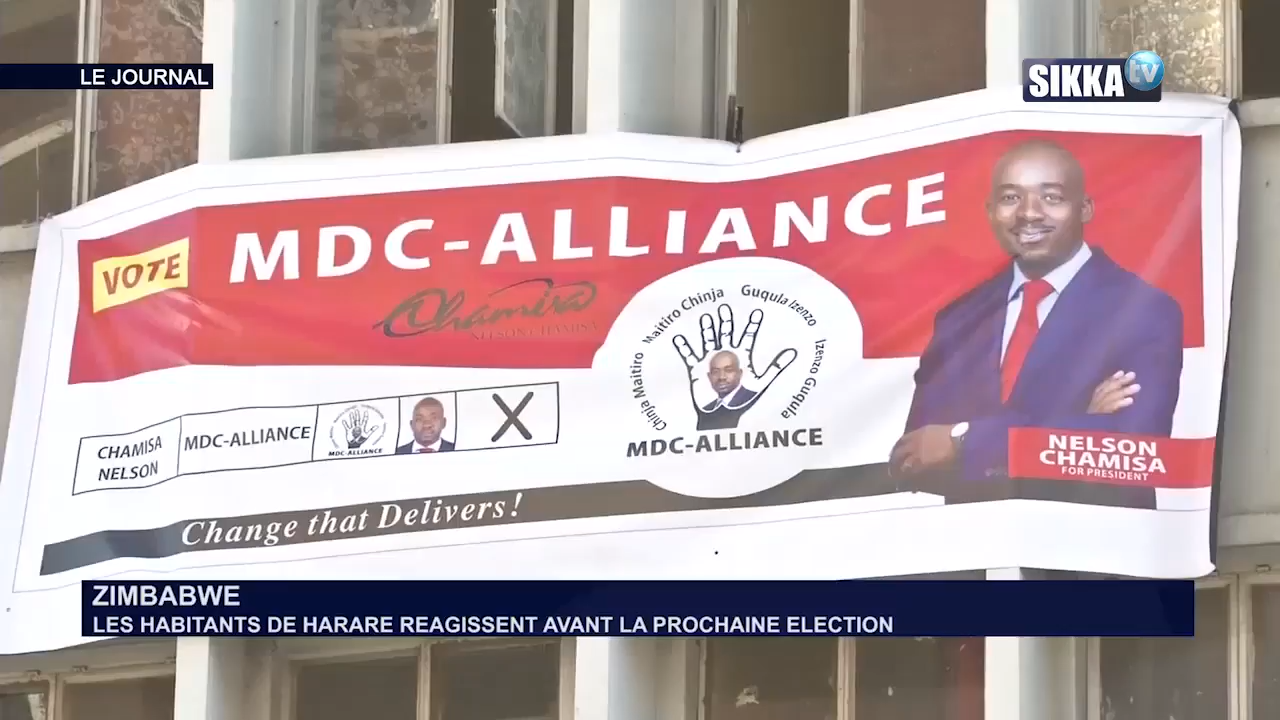 LE JOURNAL
SIKKA tv
VOTE
MDC-ALLIANCE
Chamisa
NELSON CHAMISA
Chinja Maitiro Maitiro Chinja Guqula Izenzo Izenzo Guqula
MDC-ALLIANCE
CHAMISA
NELSON
MDC-ALLIANCE
MDC-ALLIANCE
X
NELSON
CHAMISA
FOR PRESIDENT
Change that Delivers!
ZIMBABWE
LES HABITANTS DE HARARE REAGISSENT AVANT LA PROCHAINE ELECTION